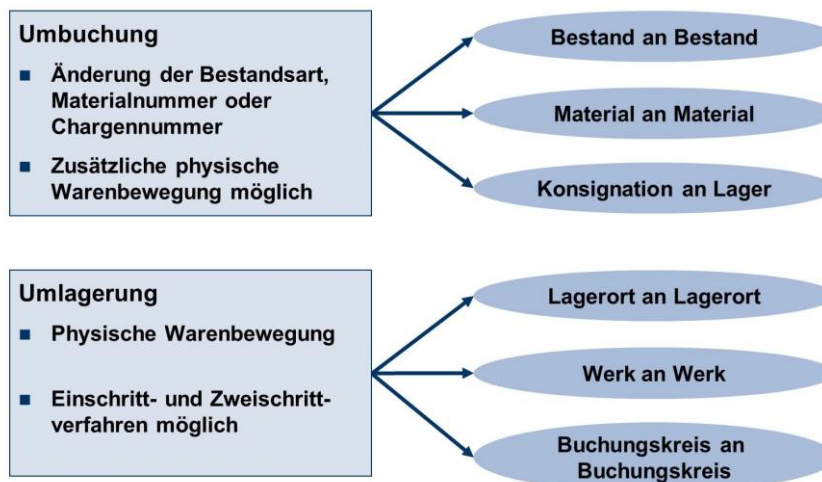 Umbuchung
■ Änderung der Bestandsart,
Materialnummer oder
Chargennummer
■ Zusätzliche physische
Warenbewegung möglich
Bestand an Bestand
Material an Material
Konsignation an Lager
Umlagerung
■ Physische Warenbewegung
■ Einschritt- und Zweischritt-
verfahren möglich
Lagerort an Lagerort
Werk an Werk
Buchungskreis an
Buchungskreis